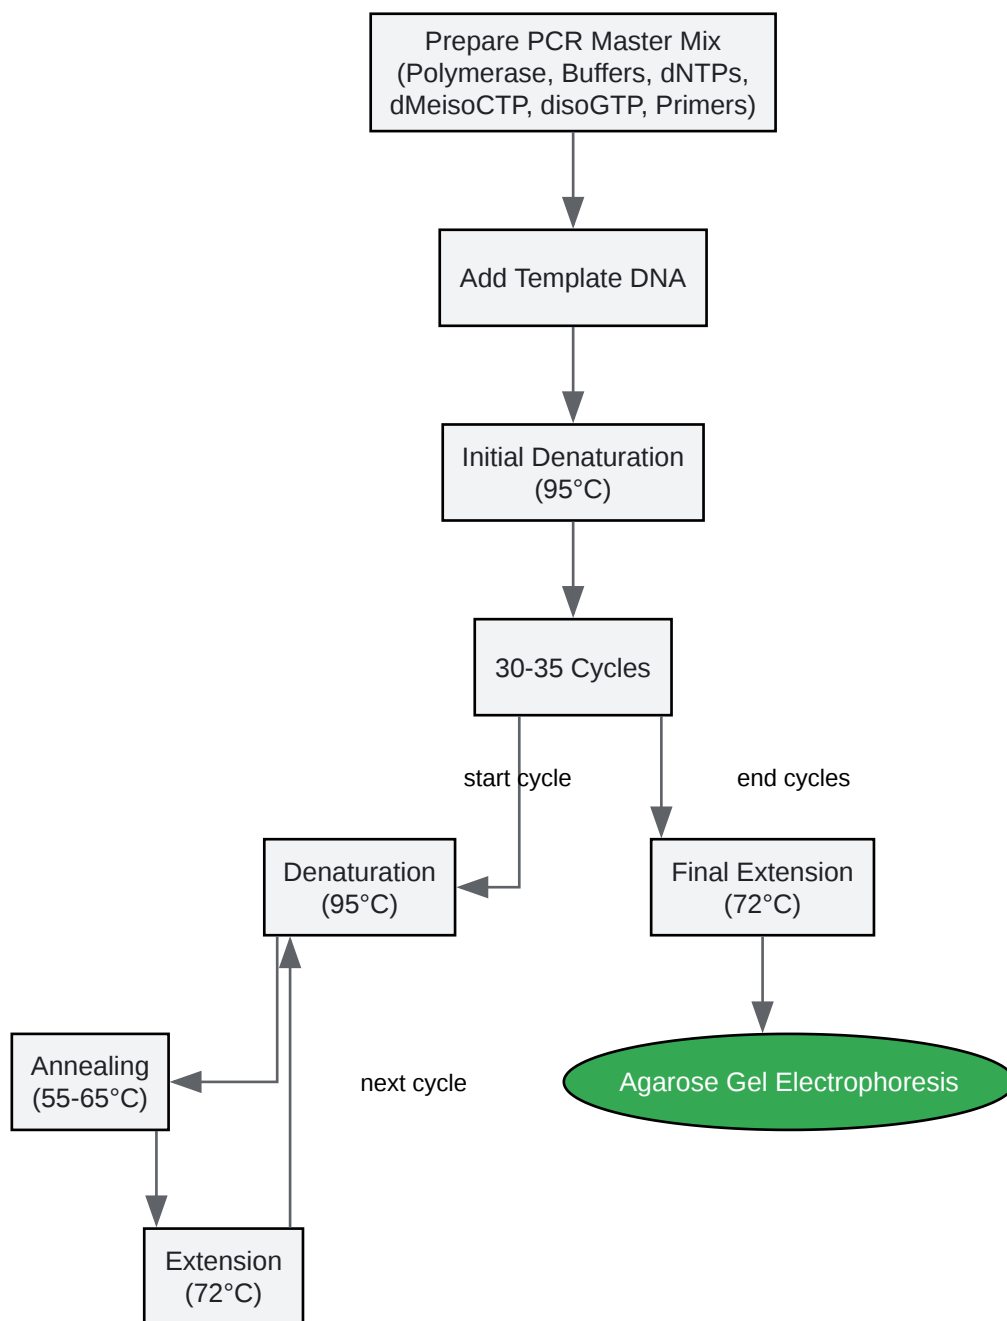 Prepare PCR Master Mix
(Polymerase, Buffers, dNTPs,
dMeisoCTP, disoGTP, Primers)
Add Template DNA
Initial Denaturation
(95°C)
30-35 Cycles
start cycle
end cycles
Denaturation
(95°C)
Final Extension
(72°C)
Annealing
(55-65°C)
next cycle
Agarose Gel Electrophoresis
Extension
(72°C)